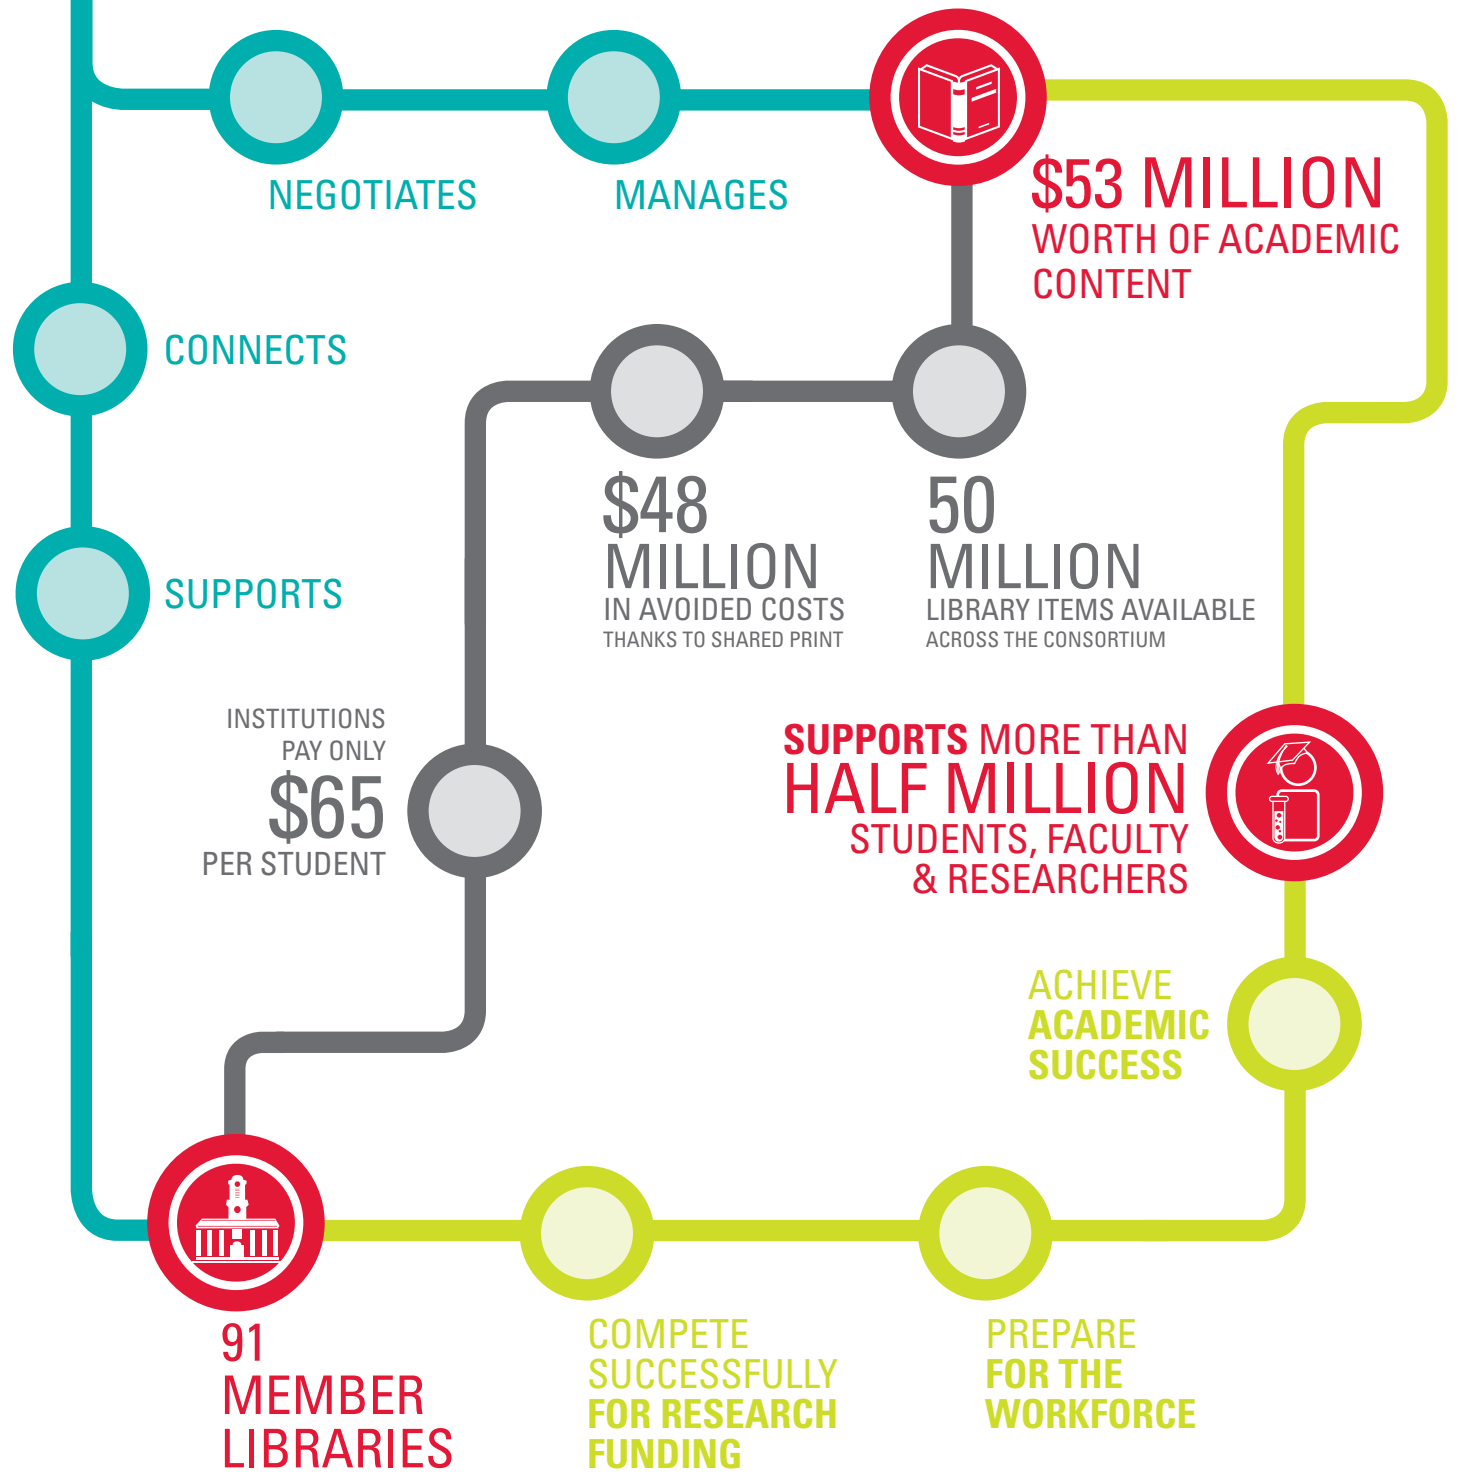 NEGOTIATES
MANAGES
$53 MILLION
WORTH OF ACADEMIC
CONTENT
CONNECTS
$48
MILLION
IN AVOIDED COSTS
THANKS TO SHARED PRINT
50
MILLION
LIBRARY ITEMS AVAILABLE
ACROSS THE CONSORTIUM
SUPPORTS
INSTITUTIONS
PAY ONLY
$65
PER STUDENT
SUPPORTS MORE THAN
HALF MILLION
STUDENTS, FACULTY
& RESEARCHERS
ACHIEVE
ACADEMIC
SUCCESS
91
MEMBER
LIBRARIES
COMPETE
SUCCESSFULLY
FOR RESEARCH
FUNDING
PREPARE
FOR THE
WORKFORCE